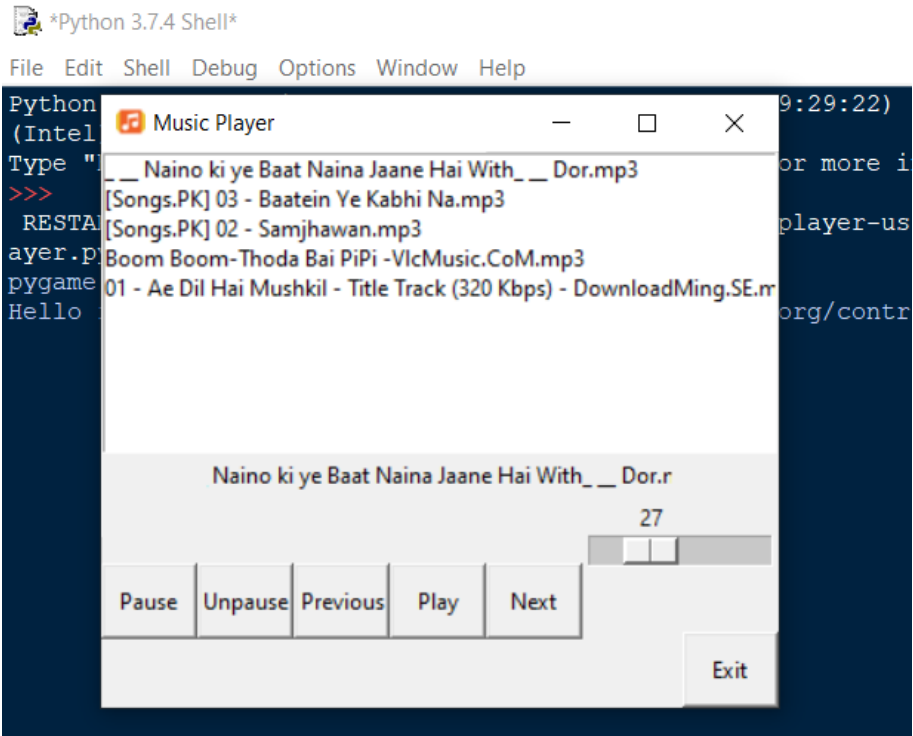 *Python 3.7.4 Shell*
File Edit Shell Debug Options Window Help
Python 9:29:22)
(Intel
Type " or more i
>>>
RESTA player-us
ayer.p
pygame
Hello org/contr
Music Player
_ __ Naino ki ye Baat Naina Jaane Hai With_ __ Dor.mp3
[Songs.PK] 03 - Baatein Ye Kabhi Na.mp3
[Songs.PK] 02 - Samjhawan.mp3
Boom Boom-Thoda Bai PiPi -VlcMusic.CoM.mp3
01 - Ae Dil Hai Mushkil - Title Track (320 Kbps) - DownloadMing.SE.m
Naino ki ye Baat Naina Jaane Hai With_ __ Dor.r
27
Pause Unpause Previous Play Next
Exit